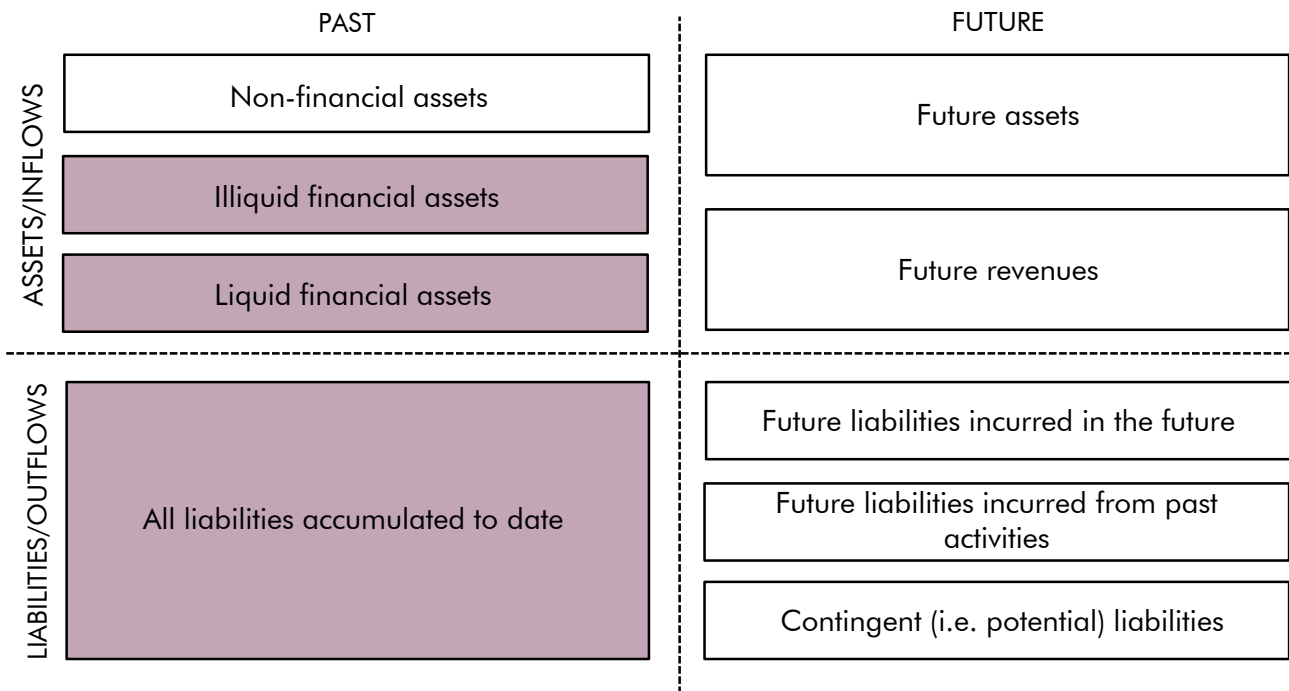 PAST
FUTURE
ASSETS/INFLOWS
Non-financial assets
Illiquid financial assets
Liquid financial assets
Future assets
Future revenues
LIABILITIES/OUTFLOWS
All liabilities accumulated to date
Future liabilities incurred in the future
Future liabilities incurred from past
activities
Contingent (i.e. potential) liabilities